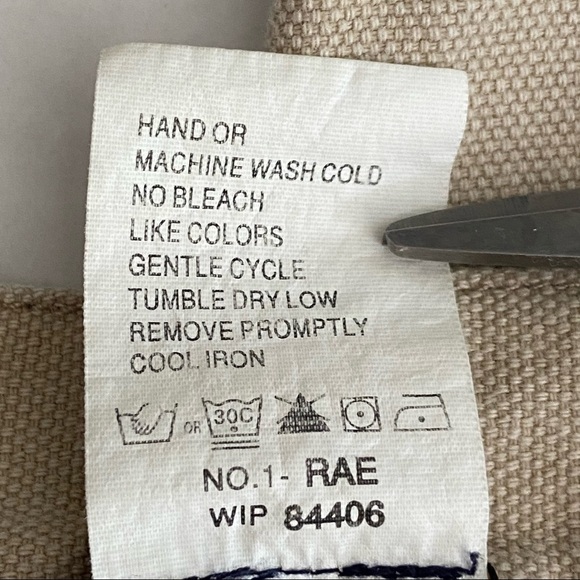 HAND OR
MACHINE WASH COLD
NO BLEACH
LIKE COLORS
GENTLE CYCLE
TUMBLE DRY LOW
REMOVE PROMPTLY
COOL IRON
OR 30C
NO.1- RAE
WIP 84406